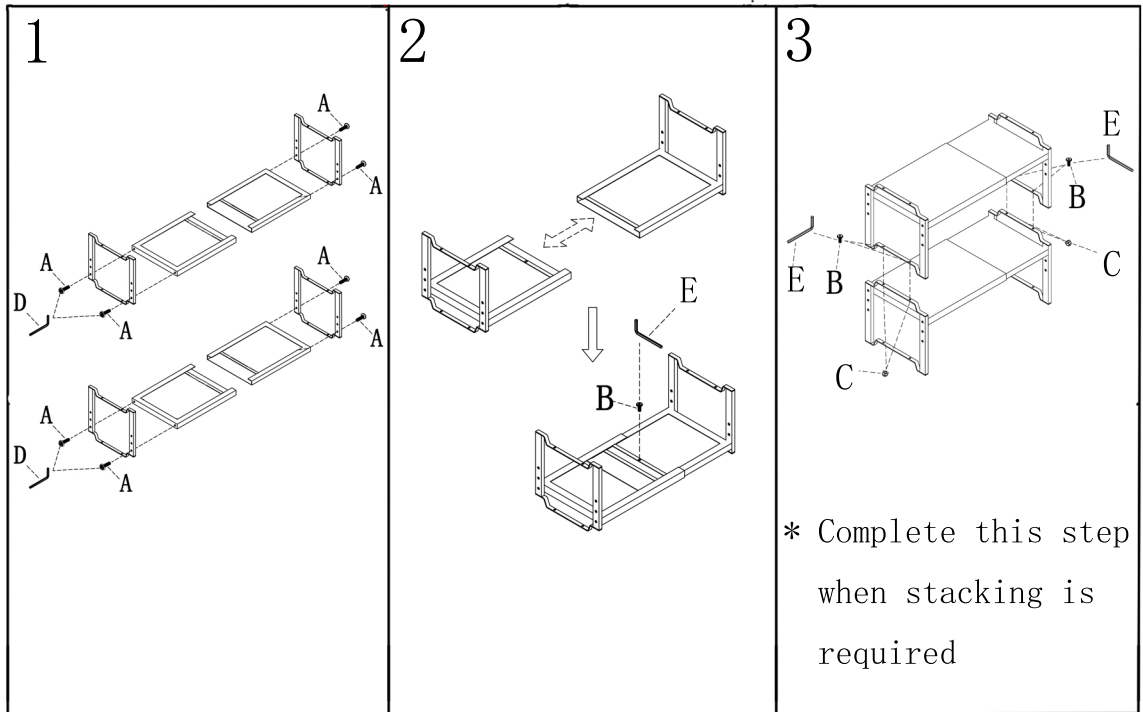 1
A
A
A
D
A
A
A
A
D
A
2
E
B
3
E
B
E
B
C
C
* Complete this step
when stacking is
required